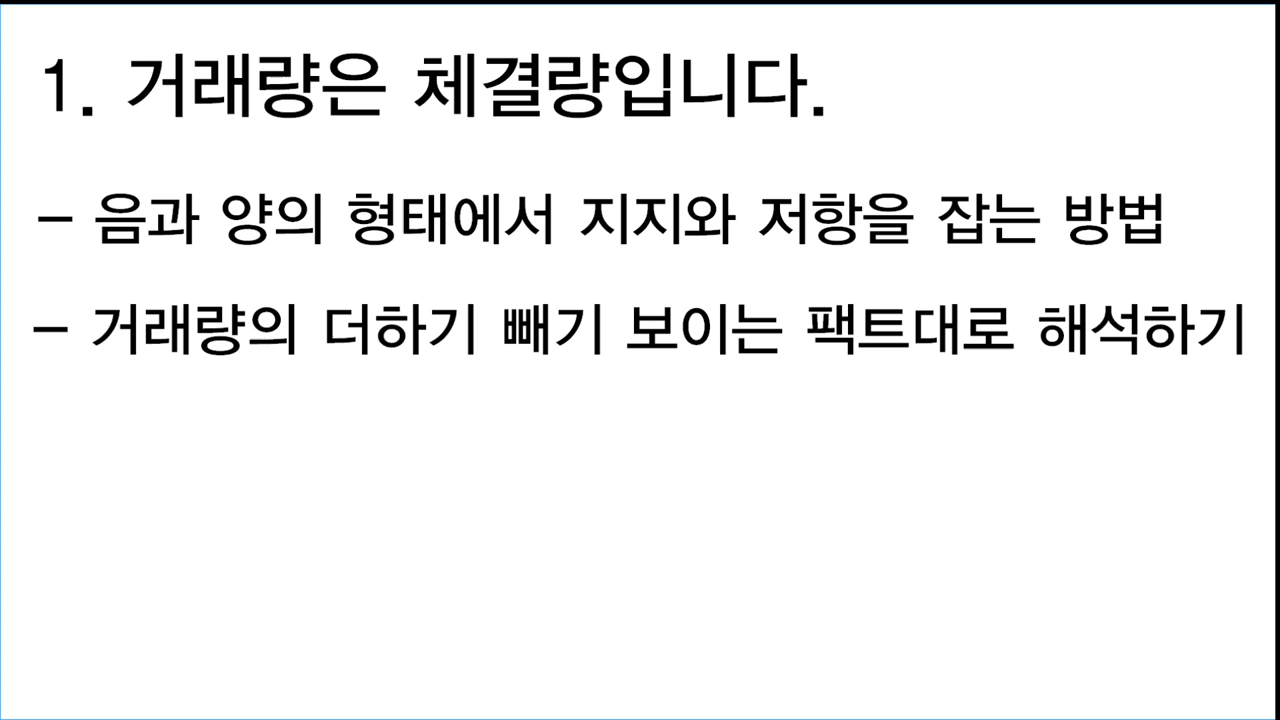 1. 거래량은 체결량입니다.
- 음과 양의 형태에서 지지와 저항을 잡는 방법
- 거래량의 더하기 빼기 보이는 팩트대로 해석하기